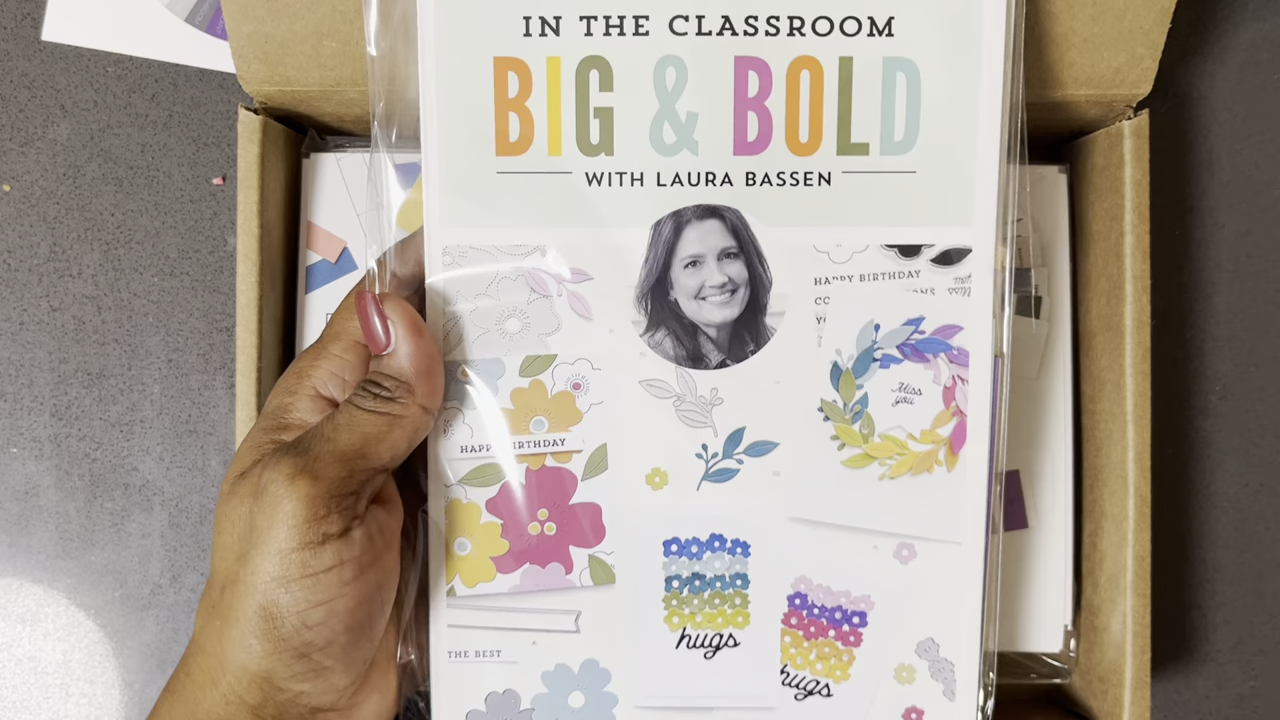 IN THE CLASSROOM
BIG & BOLD
WITH LAURA BASSEN
HAPPY BIRTHDAY
Miss
you
HAPPY BIRTHDAY
hugs
hugs
THE BEST